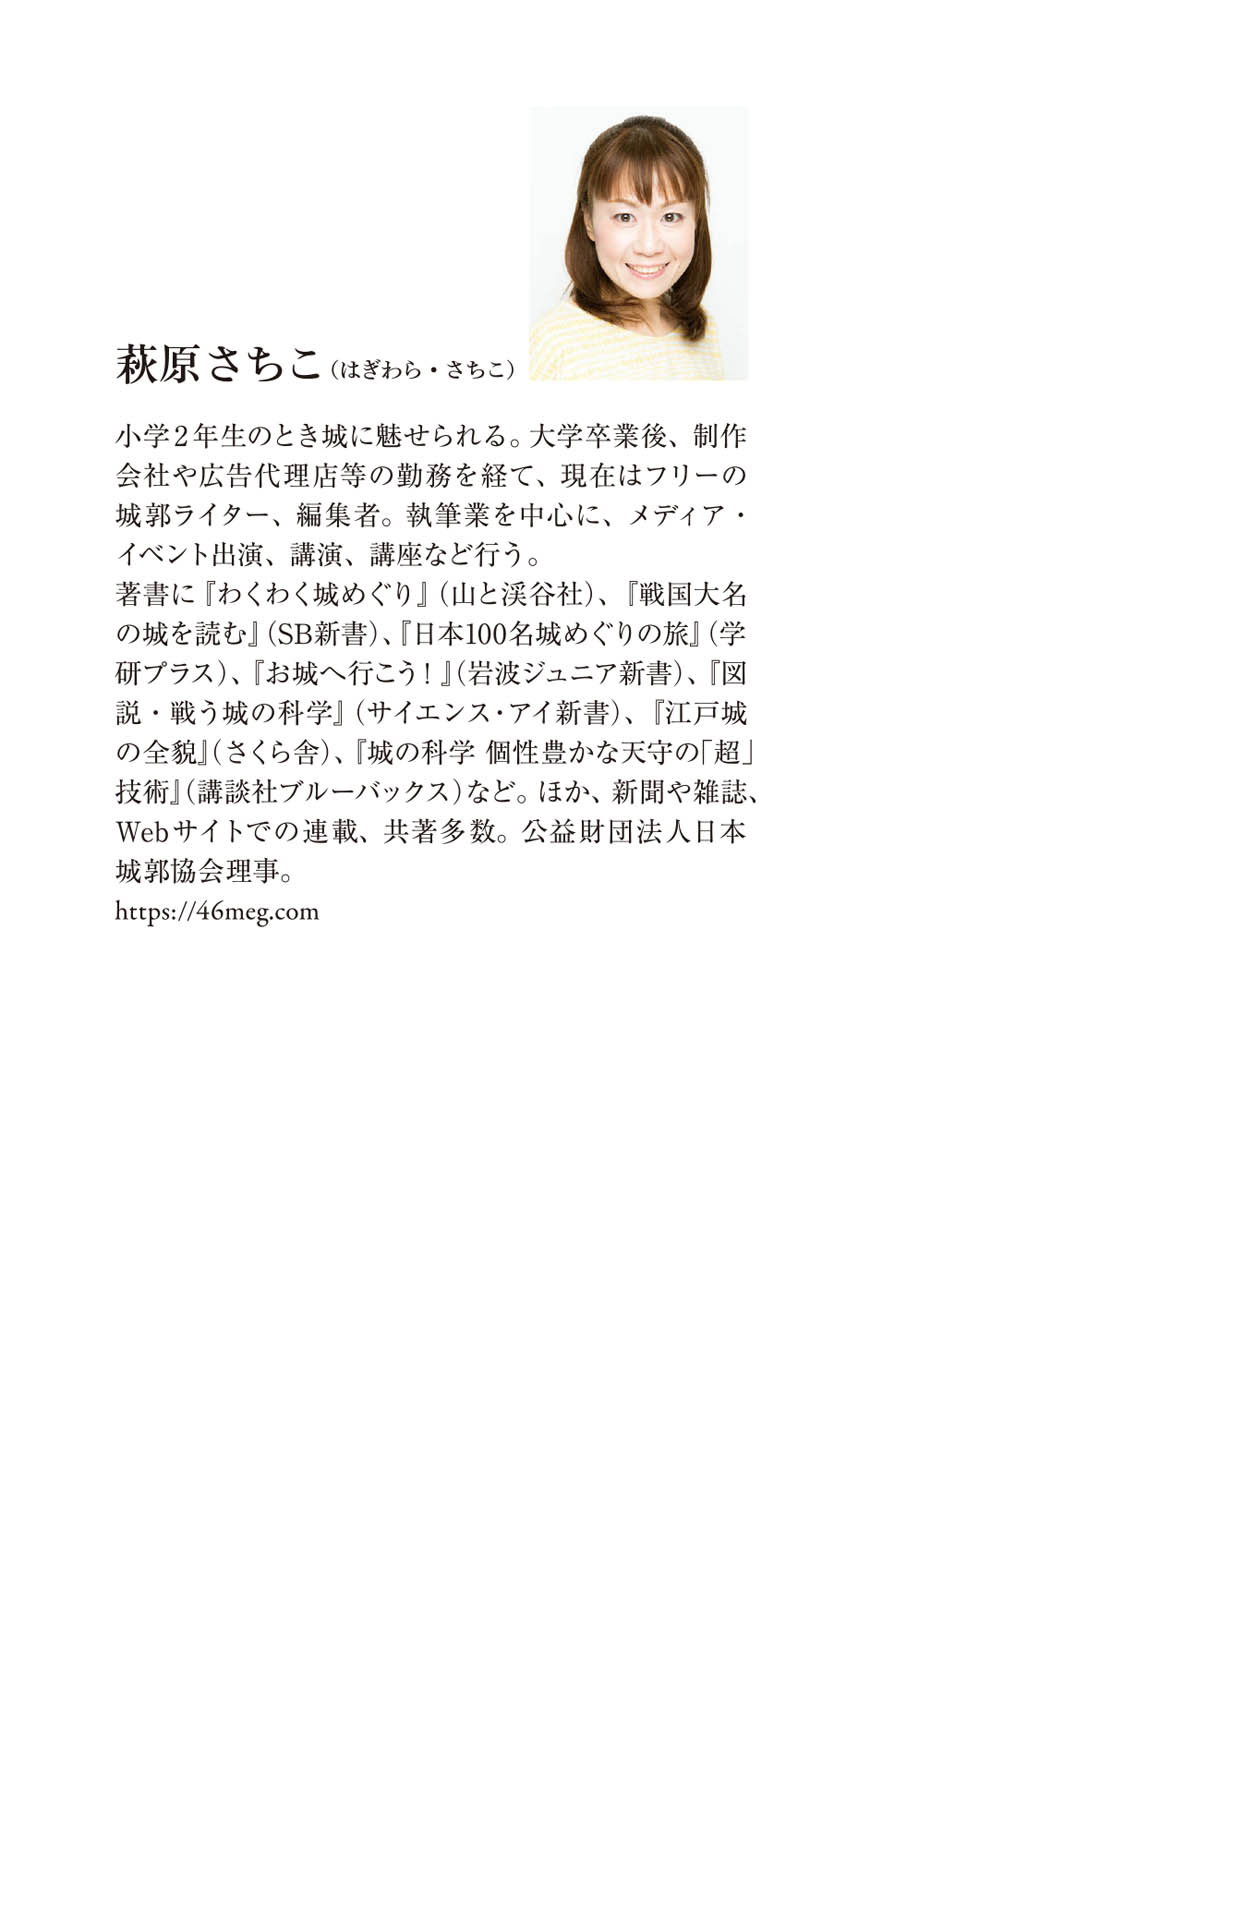 萩原さちこ（はぎわら・さちこ）
小学2年生のとき城に魅せられる。大学卒業後、制作
会社や広告代理店等の勤務を経て、現在はフリーの
城郭ライター、編集者。執筆業を中心に、メディア・
イベント出演、講演、講座など行う。
著書に『わくわく城めぐり』（山と渓谷社）、『戦国大名
の城を読む』（SB新書）、『日本100名城めぐりの旅』（学
研プラス）、『お城へ行こう！』（岩波ジュニア新書）、『図
説・戦う城の科学』（サイエンス・アイ新書）、『江戸城
の全貌』（さくら舎）、『城の科学 個性豊かな天守の「超」
技術』（講談社ブルーバックス）など。ほか、新聞や雑誌、
Webサイトでの連載、共著多数。公益財団法人日本
城郭協会理事。
https://46meg.com